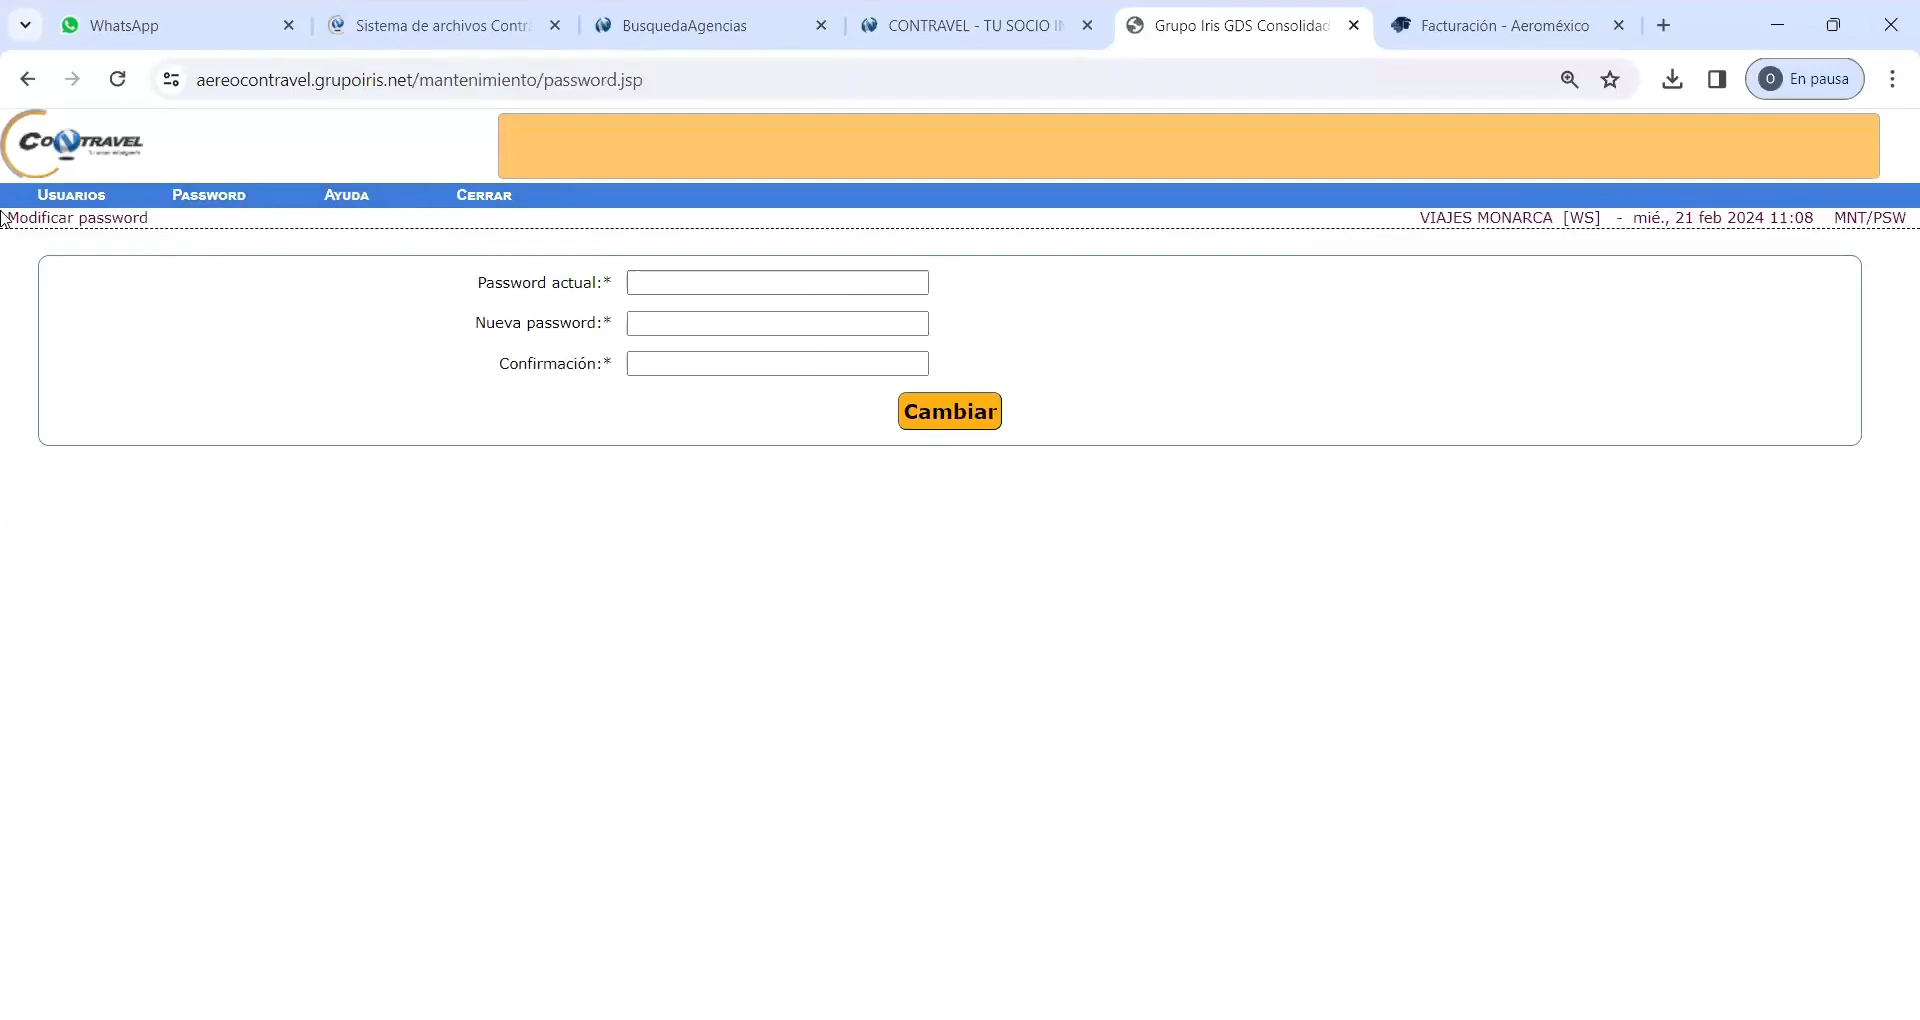 WhatsApp
Sistema de archivos Contr
BusquedaAgencias
CONTRAVEL - TU SOCIO IN
Grupo Iris GDS Consolidad
Facturación - Aeroméxico
aereocontravel.grupoiris.net/mantenimiento/password.jsp
O En pausa
CONTRAVEL
USUARIOS PASSWORD AYUDA CERRAR
Modificar password VIAJES MONARCA [WS] - mié., 21 feb 2024 11:08 MNT/PSW
Password actual:*
Nueva password:*
Confirmación:*
Cambiar